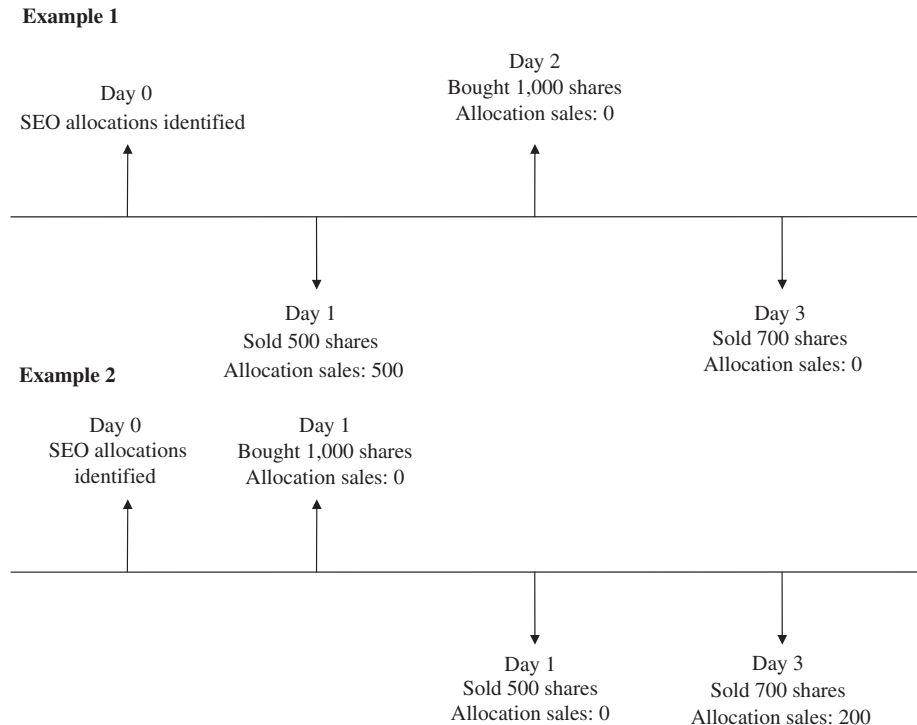 Example 1
Day 0
SEO allocations identified
Day 2
Bought 1,000 shares
Allocation sales: 0
Day 1
Sold 500 shares
Allocation sales: 500
Day 3
Sold 700 shares
Allocation sales: 0
Example 2
Day 0
SEO allocations
identified
Day 1
Bought 1,000 shares
Allocation sales: 0
Day 1
Sold 500 shares
Allocation sales: 0
Day 3
Sold 700 shares
Allocation sales: 200